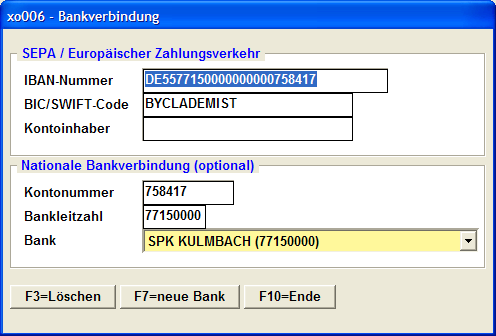 xo006 - Bankverbindung
SEPA / Europäischer Zahlungsverkehr
IBAN-Nummer DE5577150000000000758417
BIC/SWIFT-Code BYCLADEMIST
Kontoinhaber
Nationale Bankverbindung (optional)
Kontonummer 758417
Bankleitzahl 77150000
Bank SPK KULMBACH (77150000)
F3=Löschen F7=neue Bank F10=Ende